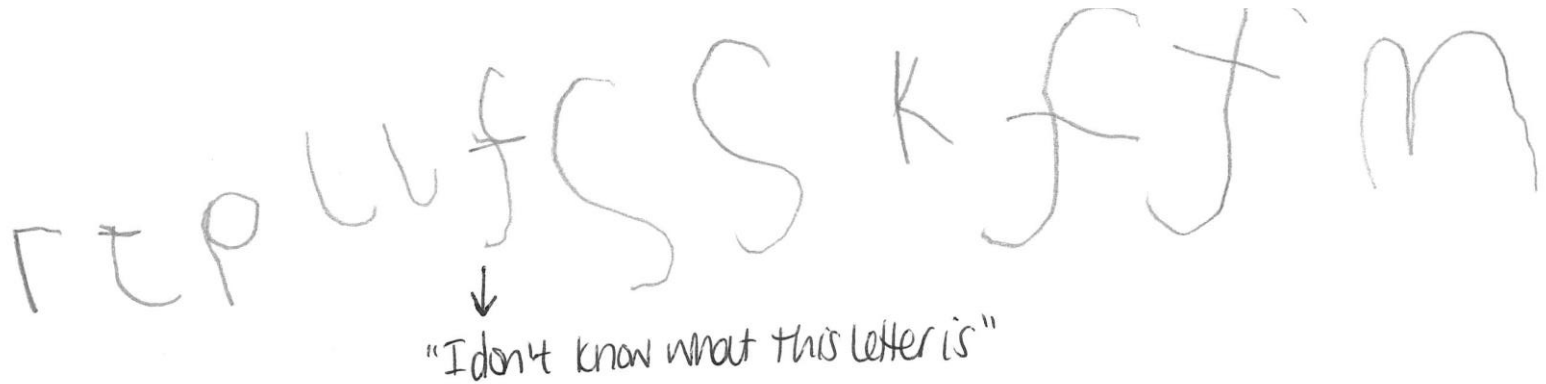 r t p l l f S S k f f m
"I don't know what this letter is"